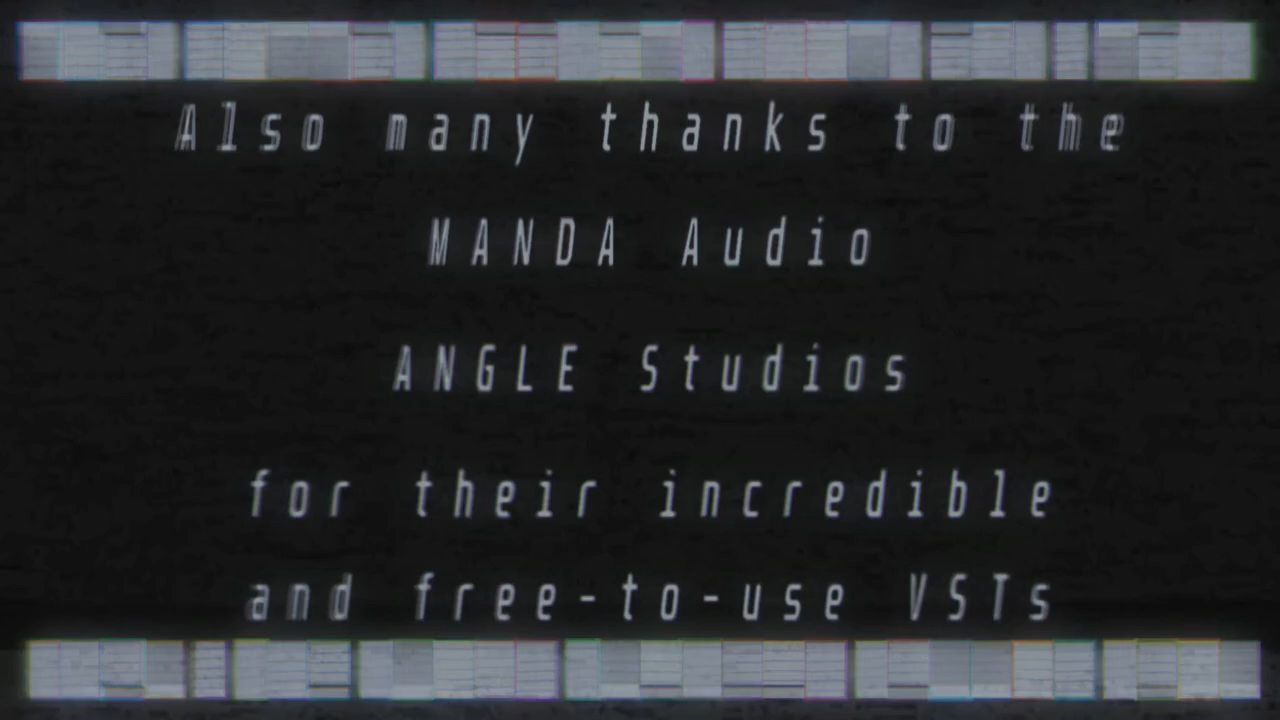 Also many thanks to the
MANDA Audio
ANGLE Studios
for their incredible
and free-to-use VSTs